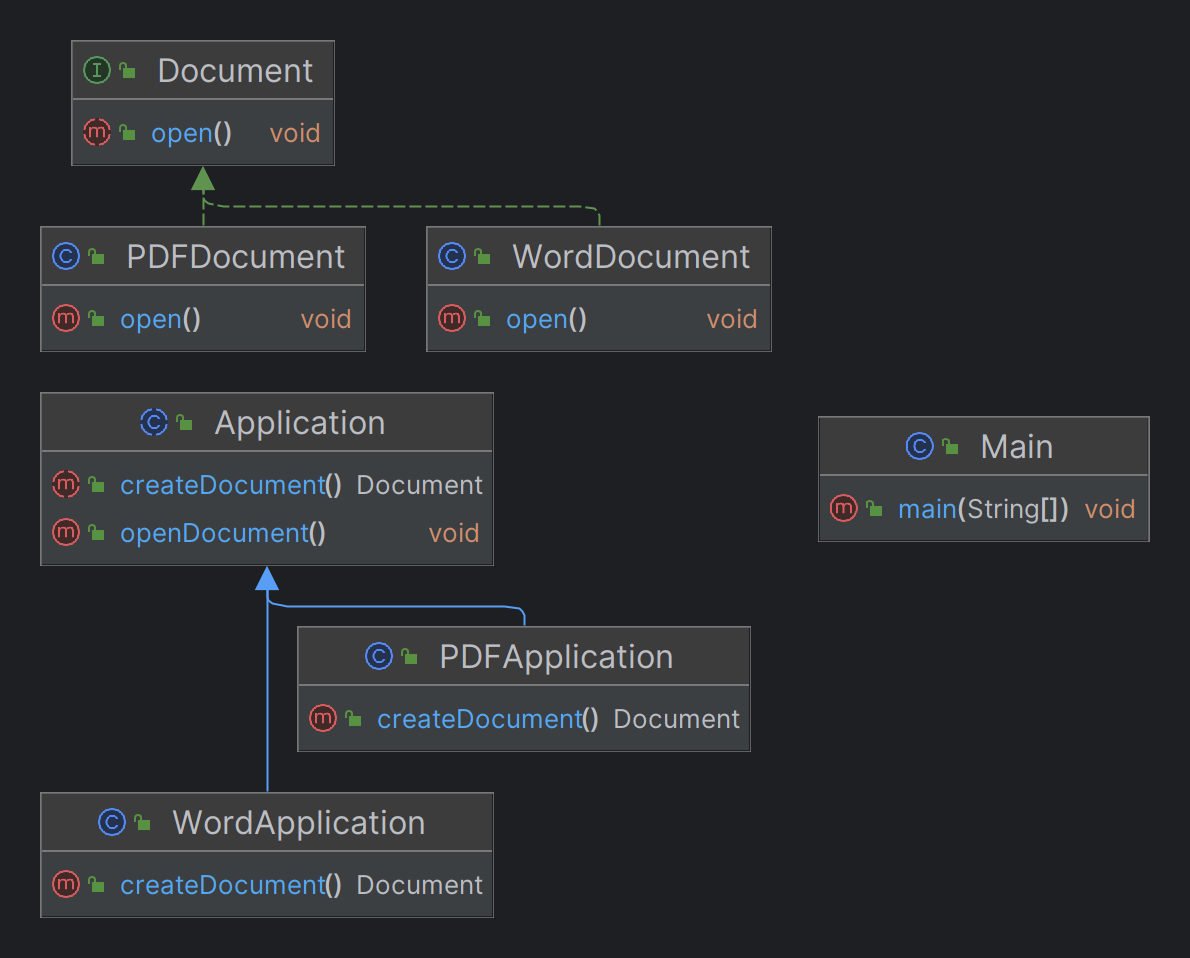 I Document
m open() void
C PDFDocument
m open() void
C WordDocument
m open() void
C Application
m createDocument() Document
m openDocument() void
C Main
m main(String[]) void
C PDFApplication
m createDocument() Document
C WordApplication
m createDocument() Document